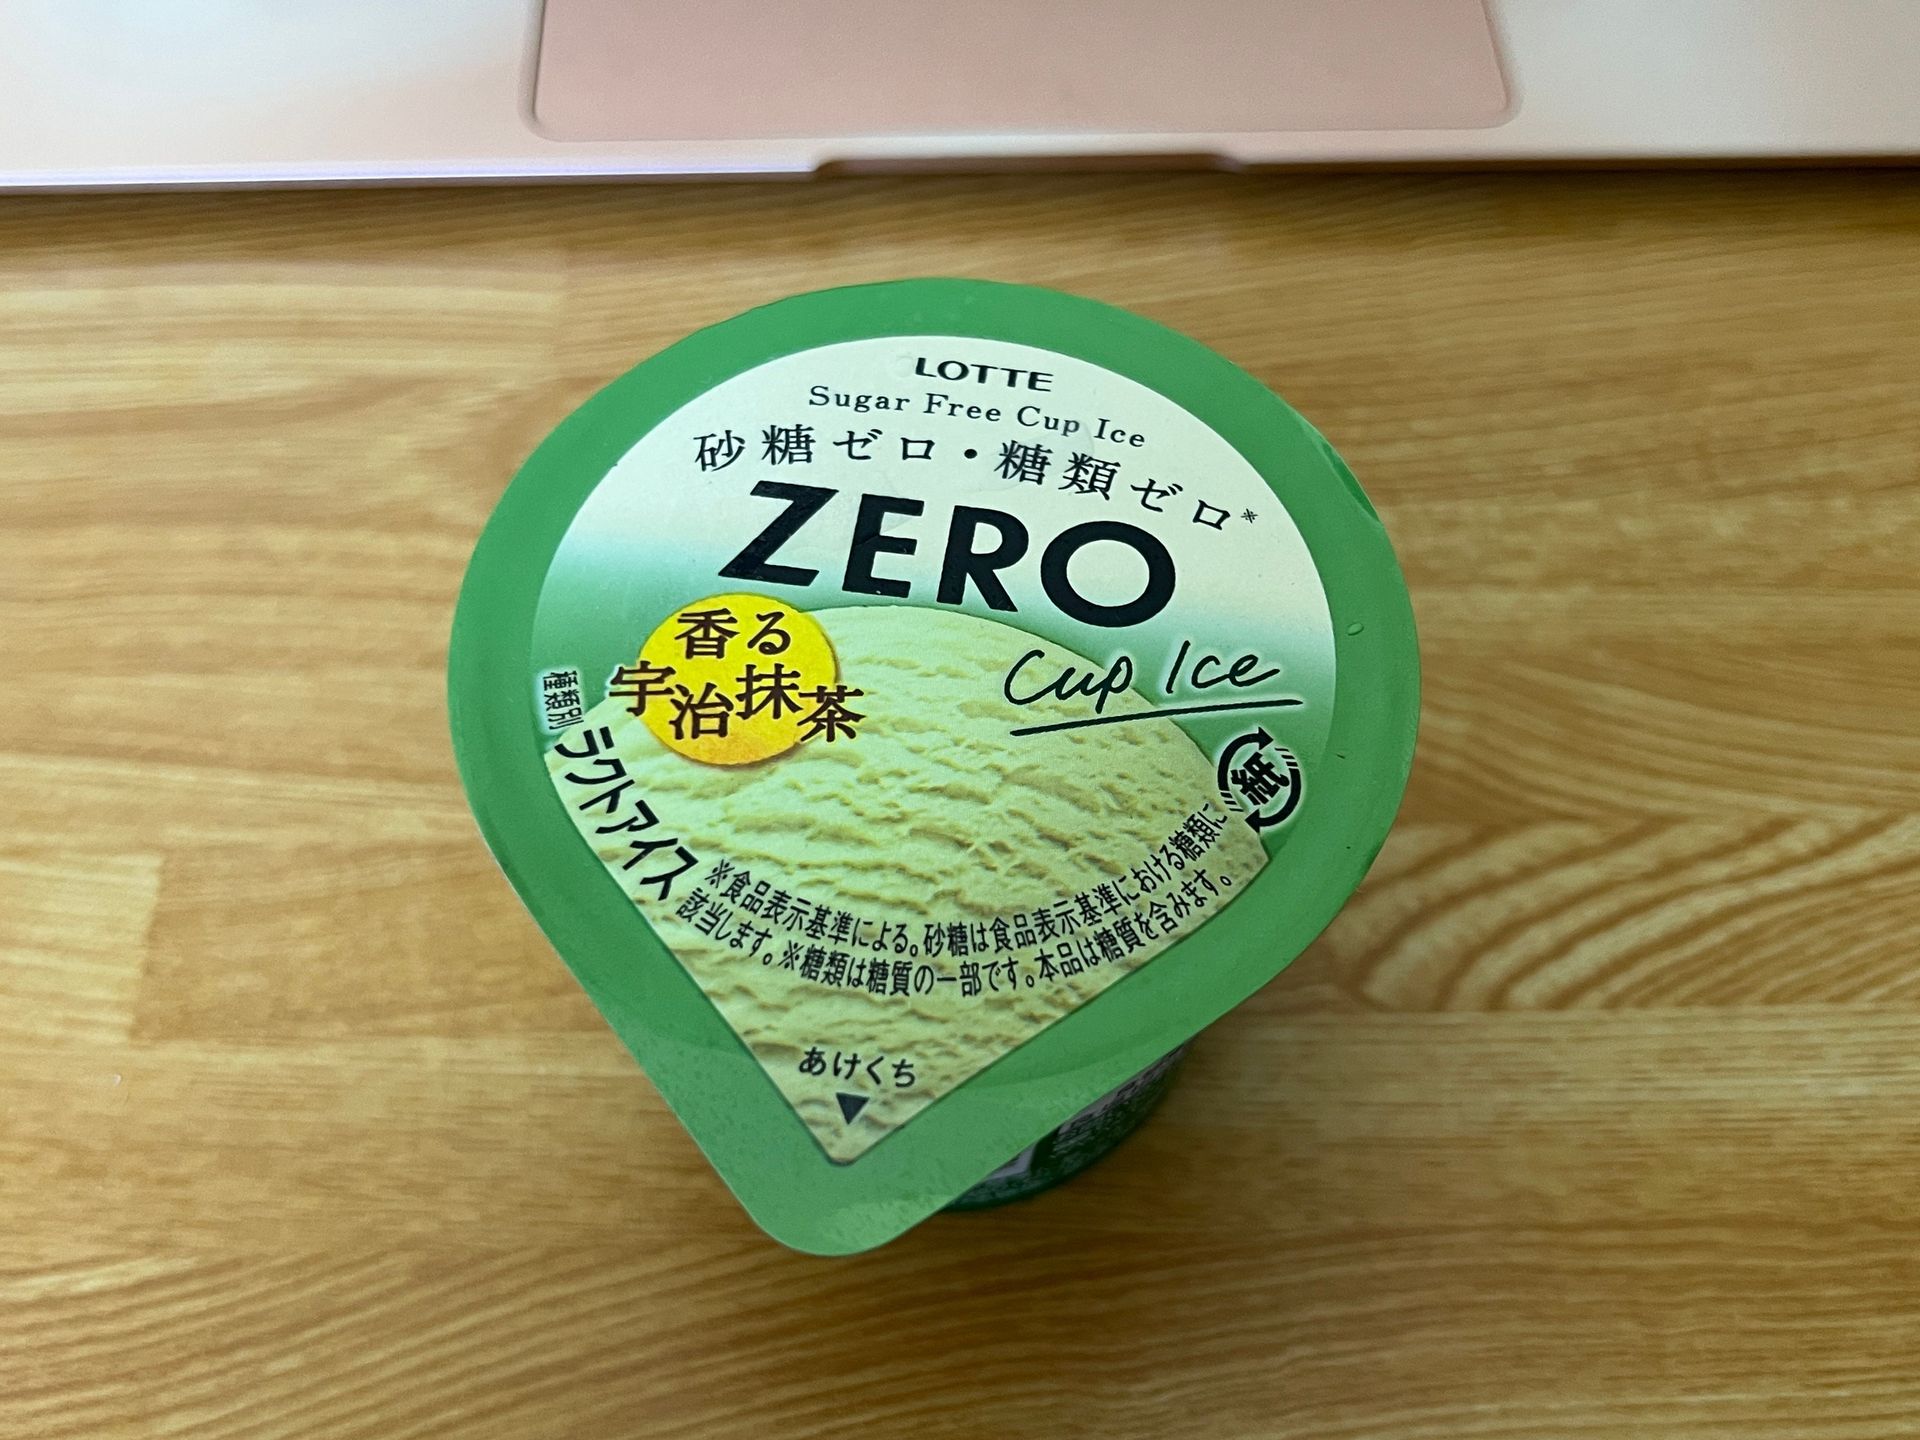 LOTTE
Sugar Free Cup Ice
砂糖ゼロ・糖類ゼロ※
ZERO
Cup Ice
香る
宇治抹茶
種類別
ラクトアイス
紙
※食品表示基準による。砂糖は食品表示基準における糖類に
該当します。※糖類は糖質の一部です。本品は糖質を含みます。
あけくち